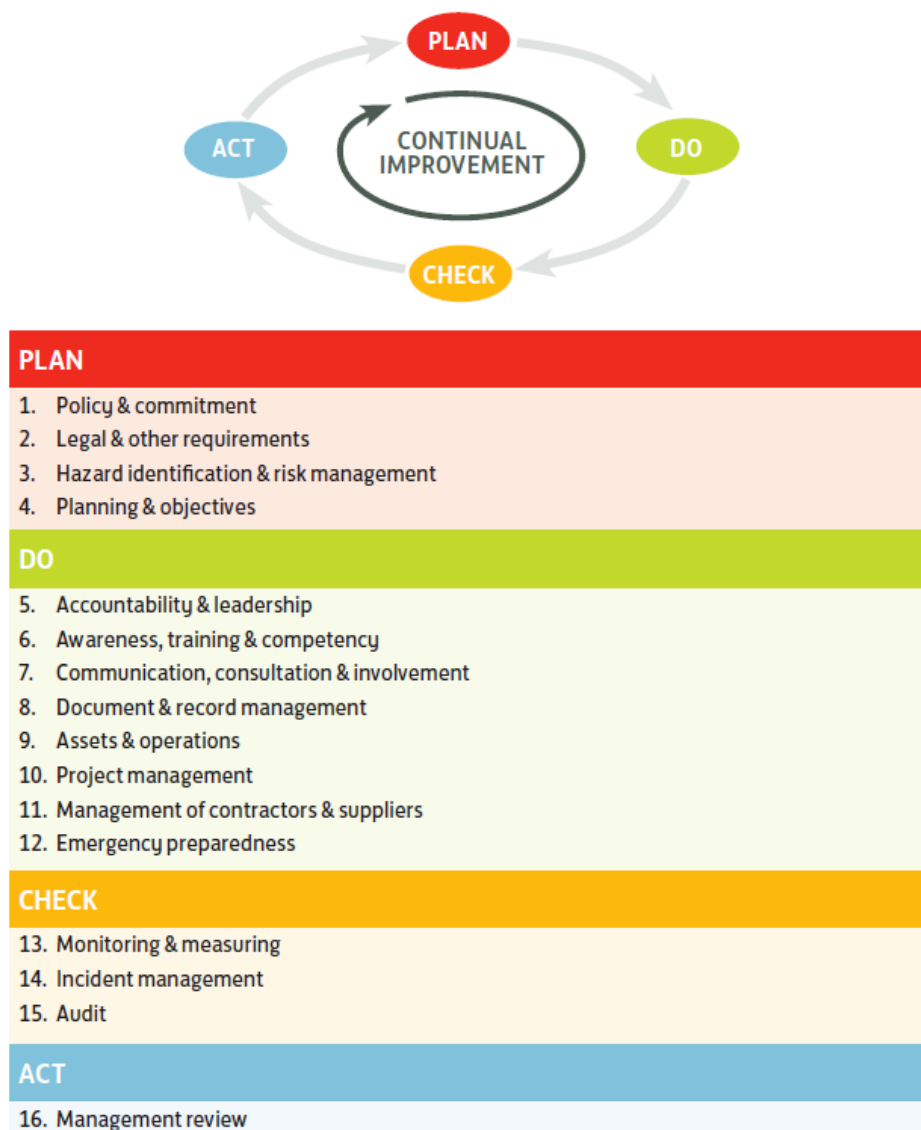 PLAN
ACT
CONTINUAL
IMPROVEMENT
DO
CHECK
PLAN
1. Policy & commitment
2. Legal & other requirements
3. Hazard identification & risk management
4. Planning & objectives
DO
5. Accountability & leadership
6. Awareness, training & competency
7. Communication, consultation & involvement
8. Document & record management
9. Assets & operations
10. Project management
11. Management of contractors & suppliers
12. Emergency preparedness
CHECK
13. Monitoring & measuring
14. Incident management
15. Audit
ACT
16. Management review